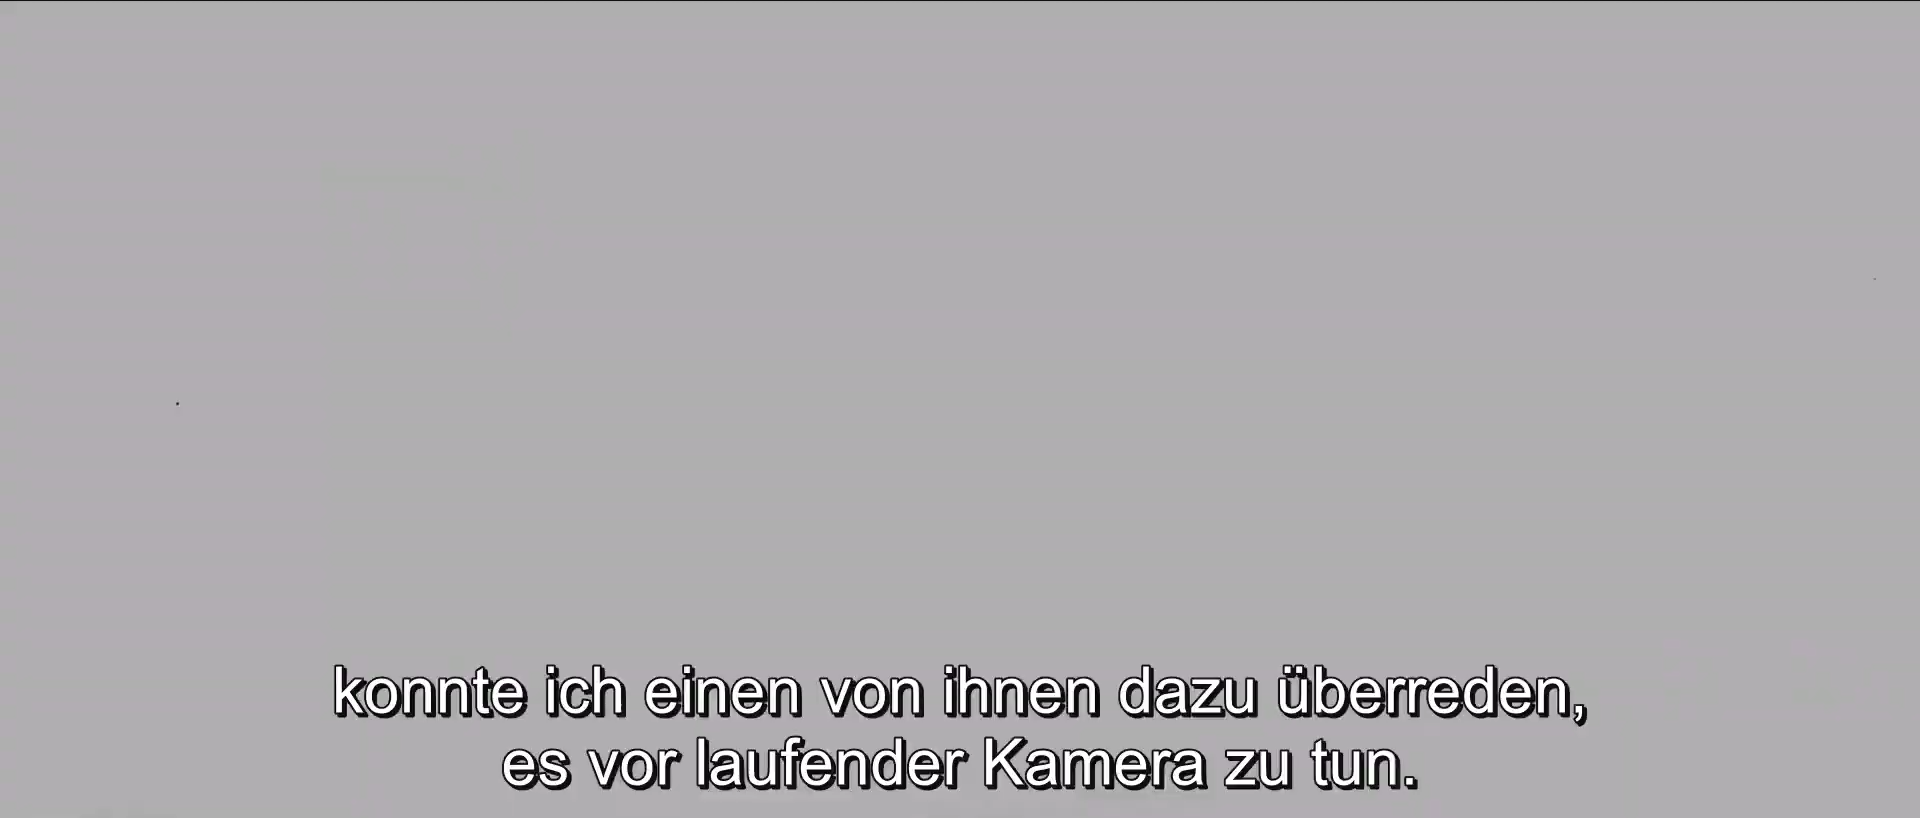 konnte ich einen von ihnen dazu überreden,
es vor laufender Kamera zu tun.